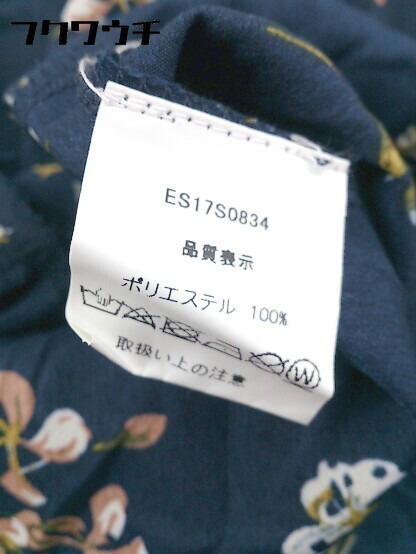 フクワウチ
ES17S0834
品質表示
ポリエステル 100%
W
取扱い上の注意